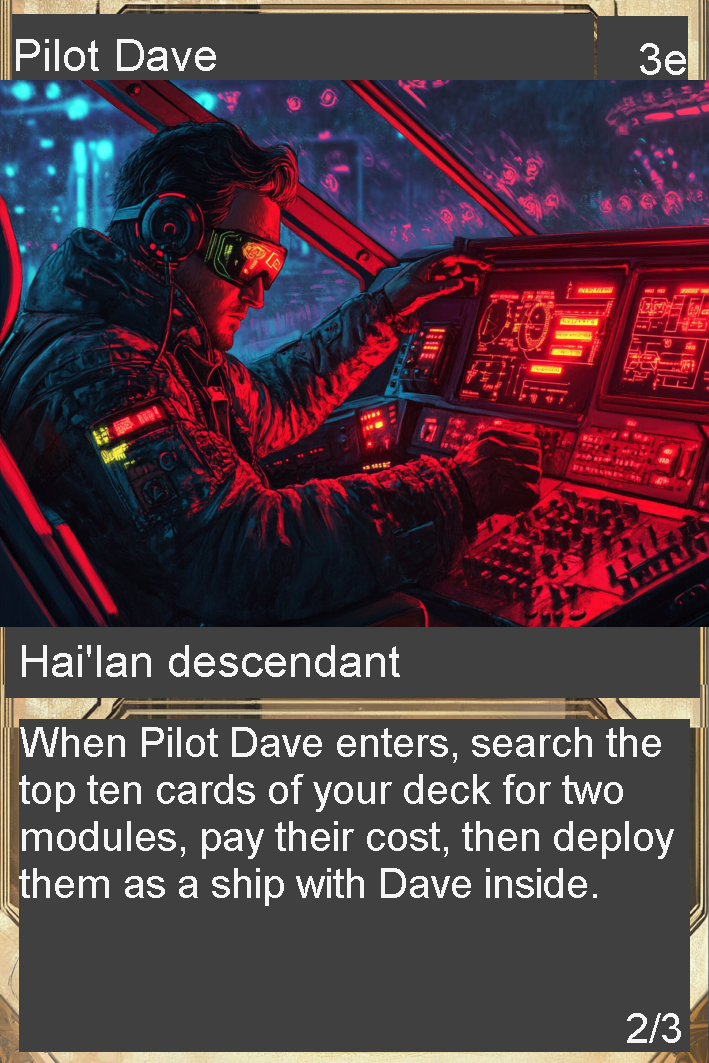 Pilot Dave
3e
Hai'lan descendant
When Pilot Dave enters, search the
top ten cards of your deck for two
modules, pay their cost, then deploy
them as a ship with Dave inside.
2/3